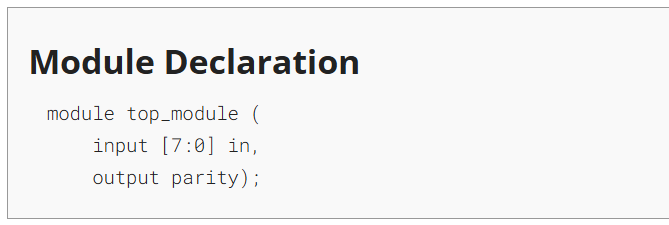 Module Declaration
module top_module (
    input [7:0] in,
    output parity);